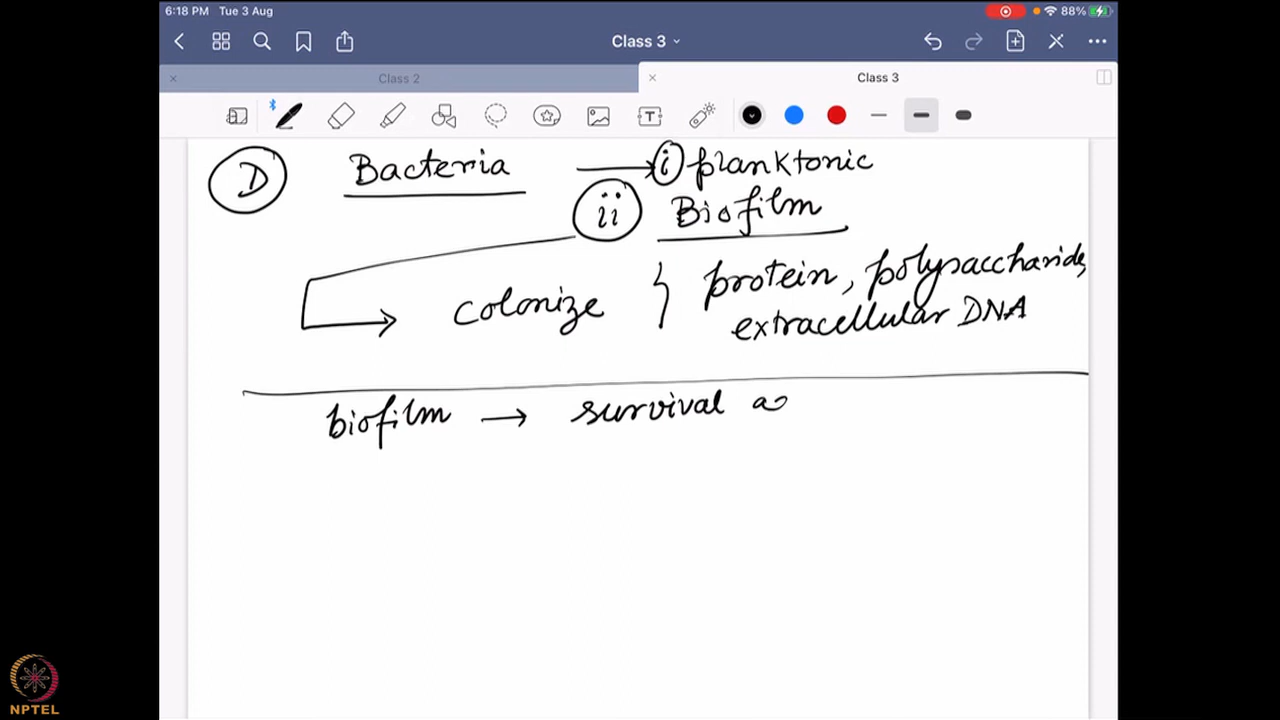 6:18 PM Tue 3 Aug 88%
Class 3
Class 2 Class 3
D Bacteria → i planktonic
ii Biofilm
colonize { protein, polysaccharide,
extracellular DNA
biofilm → survival a
NPTEL